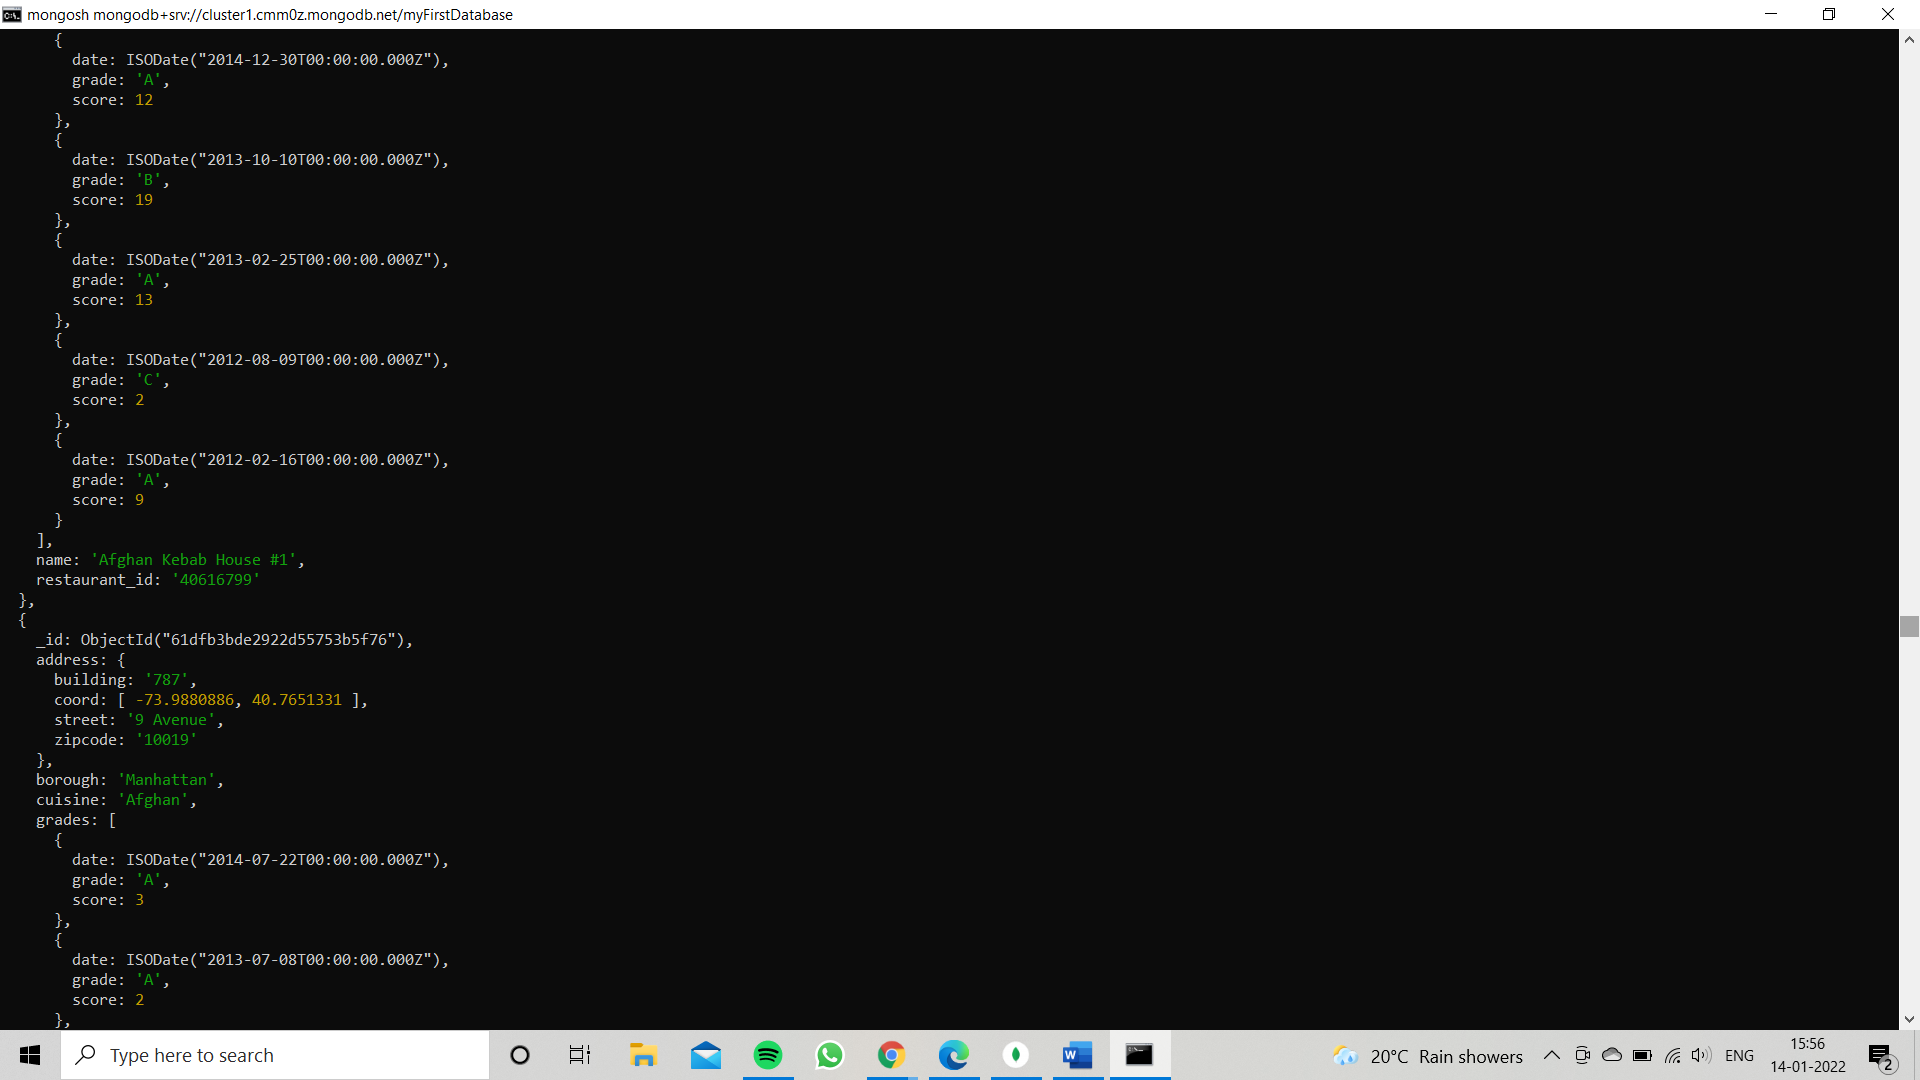 mongosh mongodb+srv://cluster1.cmm0z.mongodb.net/myFirstDatabase
{
date: ISODate("2014-12-30T00:00:00.000Z"),
grade: 'A',
score: 12
},
{
date: ISODate("2013-10-10T00:00:00.000Z"),
grade: 'B',
score: 19
},
{
date: ISODate("2013-02-25T00:00:00.000Z"),
grade: 'A',
score: 13
},
{
date: ISODate("2012-08-09T00:00:00.000Z"),
grade: 'C',
score: 2
},
{
date: ISODate("2012-02-16T00:00:00.000Z"),
grade: 'A',
score: 9
}
],
name: 'Afghan Kebab House #1',
restaurant_id: '40616799'
},
{
_id: ObjectId("61dfb3bde2922d55753b5f76"),
address: {
building: '787',
coord: [ -73.9880886, 40.7651331 ],
street: '9 Avenue',
zipcode: '10019'
},
borough: 'Manhattan',
cuisine: 'Afghan',
grades: [
{
date: ISODate("2014-07-22T00:00:00.000Z"),
grade: 'A',
score: 3
},
{
date: ISODate("2013-07-08T00:00:00.000Z"),
grade: 'A',
score: 2
},
Type here to search
20°C Rain showers
ENG
15:56
14-01-2022
2